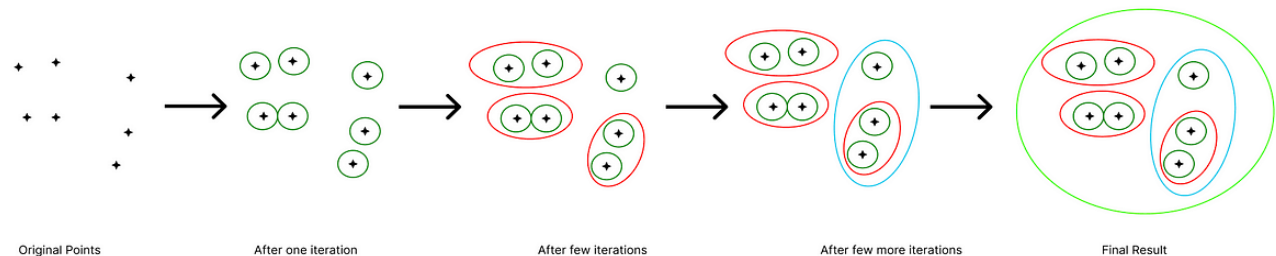 Original Points
After one iteration
After few iterations
After few more iterations
Final Result